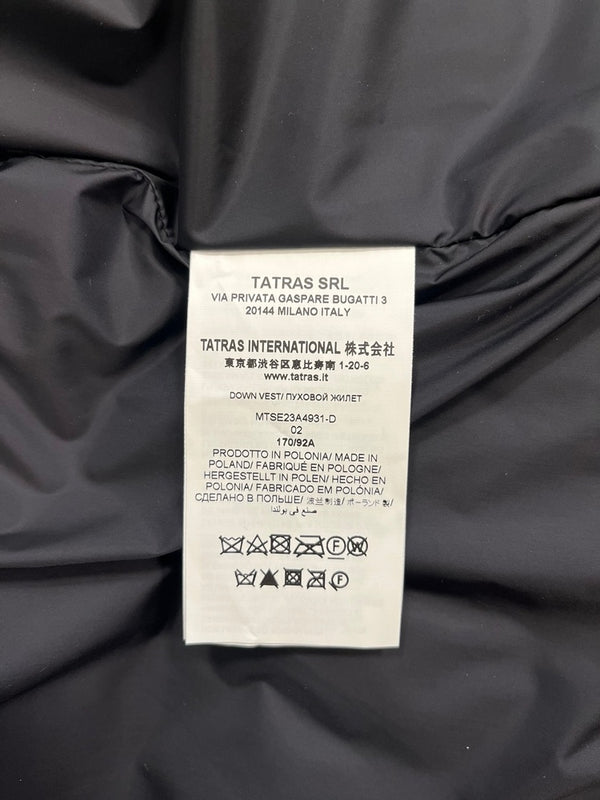 TATRAS SRL
VIA PRIVATA GASPARE BUGATTI 3
20144 MILANO ITALY
TATRAS INTERNATIONAL 株式会社
東京都渋谷区恵比寿南 1-20-6
www.tatras.it
DOWN VEST/ ПУХОВОЙ ЖИЛЕТ
MTSE23A4931-D
02
170/92A
PRODOTTO IN POLONIA/ MADE IN
POLAND/ FABRIQUÉ EN POLOGNE/
HERGESTELLT IN POLEN/ HECHO EN
POLONIA/ FABRICADO EM POLÓNIA/
СДЕЛАНО В ПОЛЬШЕ/ 波兰制造/ ポーランド製/
صنع في بولندا
F W
F